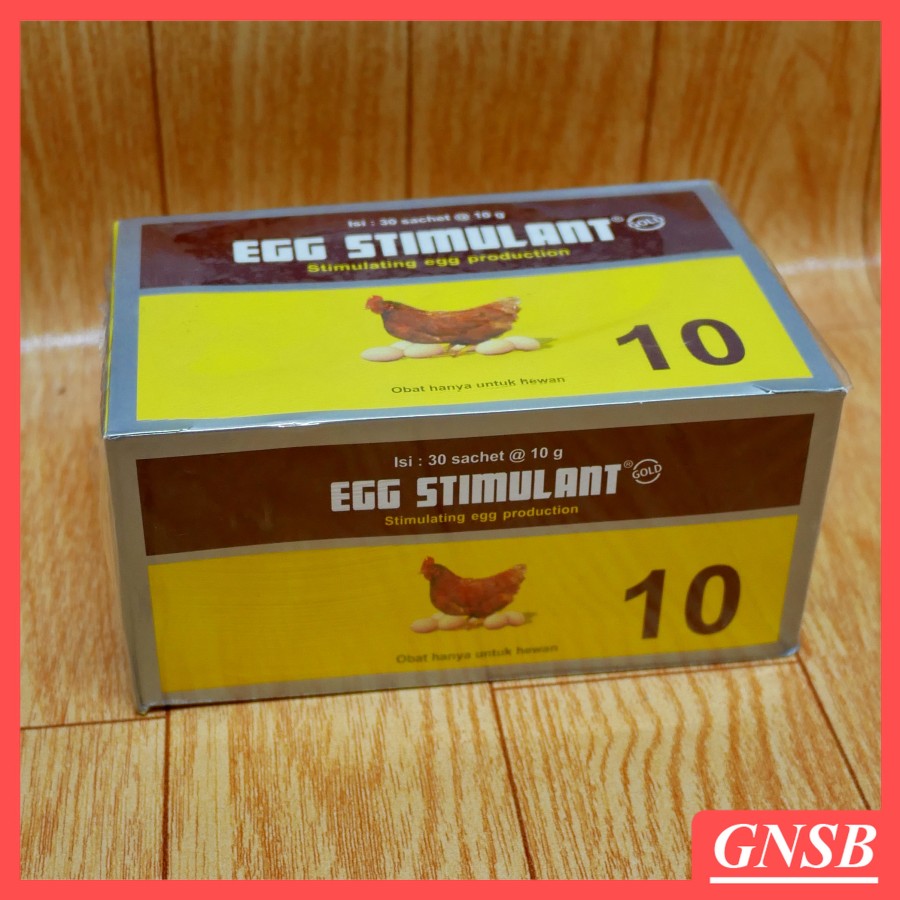 Isi : 30 sachet @ 10 g
EGG STIMULANT® GOLD
Stimulating egg production
10
Obat hanya untuk hewan
Isi : 30 sachet @ 10 g
EGG STIMULANT® GOLD
Stimulating egg production
10
Obat hanya untuk hewan
GNSB